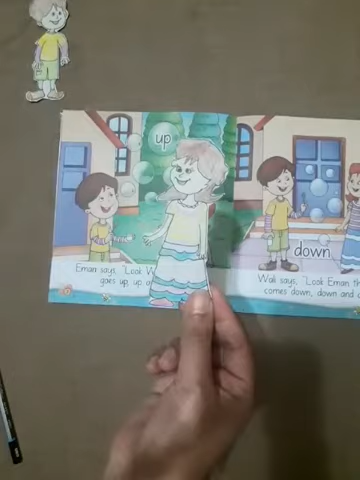 up
down
Eman says, "Look W
goes up, up
Wali says, "Look Eman th
comes down, down and